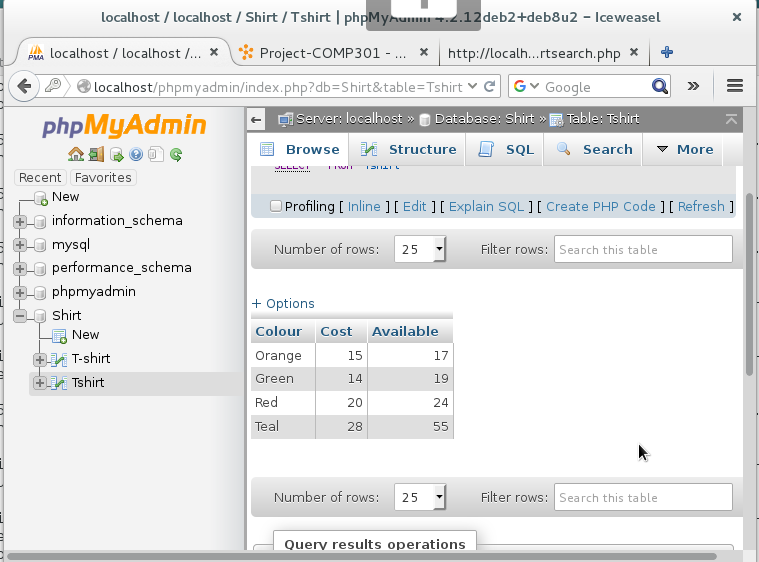 localhost / localhost / Shirt / Tshirt | phpMyAdmin 4.2.12deb2+deb8u2 – Iceweasel
localhost / localhost /... × Project-COMP301 - ... × http://localh...rtsearch.php ×
localhost/phpmyadmin/index.php?db=Shirt&table=Tshirt Google
phpMyAdmin
Recent Favorites
New
information_schema
mysql
performance_schema
phpmyadmin
Shirt
New
T-shirt
Tshirt
Server: localhost » Database: Shirt » Table: Tshirt
Browse Structure SQL Search More
SELECT * FROM `Tshirt`
Profiling [ Inline ] [ Edit ] [ Explain SQL ] [ Create PHP Code ] [ Refresh ]
Number of rows: 25 Filter rows: Search this table
+ Options
Colour Cost Available
Orange 15 17
Green 14 19
Red 20 24
Teal 28 55
Number of rows: 25 Filter rows: Search this table
Query results operations